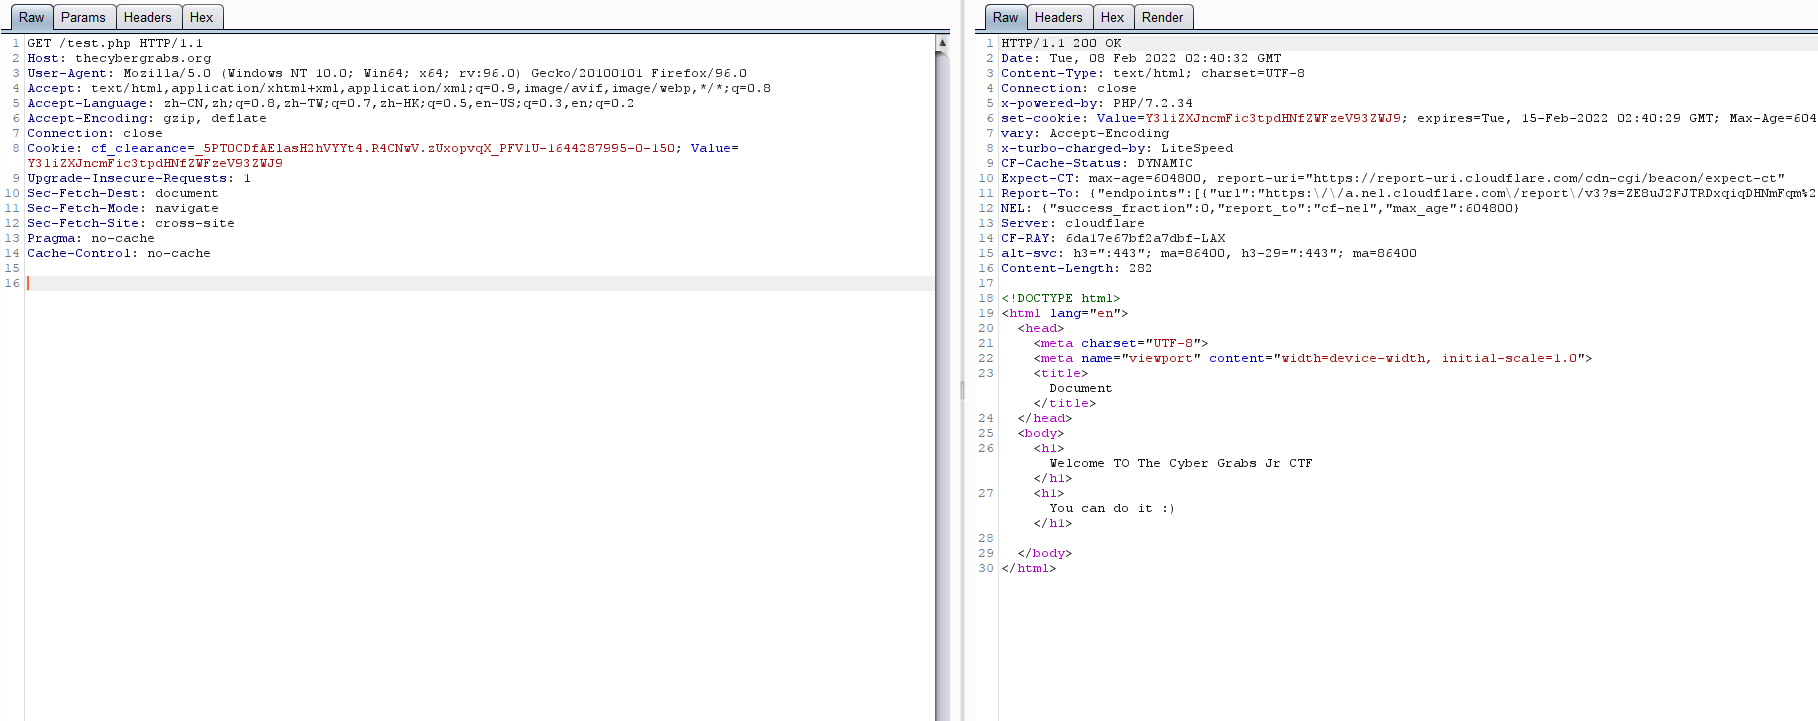 Raw Params Headers Hex
1 GET /test.php HTTP/1.1
2 Host: thecybergrabs.org
3 User-Agent: Mozilla/5.0 (Windows NT 10.0; Win64; x64; rv:96.0) Gecko/20100101 Firefox/96.0
4 Accept: text/html,application/xhtml+xml,application/xml;q=0.9,image/avif,image/webp,*/*;q=0.8
5 Accept-Language: zh-CN,zh;q=0.8,zh-TW;q=0.7,zh-HK;q=0.5,en-US;q=0.3,en;q=0.2
6 Accept-Encoding: gzip, deflate
7 Connection: close
8 Cookie: cf_clearance=_5PTOCDfAElasH2hVYYt4.R4CNwV.zUxopvqX_PFV1U-1644287995-0-150; Value=
Y3liZXJncmFic3tpdHNfZWFzeV93ZWJ9
9 Upgrade-Insecure-Requests: 1
10 Sec-Fetch-Dest: document
11 Sec-Fetch-Mode: navigate
12 Sec-Fetch-Site: cross-site
13 Pragma: no-cache
14 Cache-Control: no-cache
15
16
Raw Headers Hex Render
1 HTTP/1.1 200 OK
2 Date: Tue, 08 Feb 2022 02:40:32 GMT
3 Content-Type: text/html; charset=UTF-8
4 Connection: close
5 x-powered-by: PHP/7.2.34
6 set-cookie: Value=Y3liZXJncmFic3tpdHNfZWFzeV93ZWJ9; expires=Tue, 15-Feb-2022 02:40:29 GMT; Max-Age=604
7 vary: Accept-Encoding
8 x-turbo-charged-by: LiteSpeed
9 CF-Cache-Status: DYNAMIC
10 Expect-CT: max-age=604800, report-uri="https://report-uri.cloudflare.com/cdn-cgi/beacon/expect-ct"
11 Report-To: {"endpoints":[{"url":"https:\/\/a.nel.cloudflare.com\/report\/v3?s=ZE8uJ2FJTRDxqiqDHNmFqm%2
12 NEL: {"success_fraction":0,"report_to":"cf-nel","max_age":604800}
13 Server: cloudflare
14 CF-RAY: 6da17e67bf2a7dbf-LAX
15 alt-svc: h3=":443"; ma=86400, h3-29=":443"; ma=86400
16 Content-Length: 282
17
18 <!DOCTYPE html>
19 <html lang="en">
20 <head>
21 <meta charset="UTF-8">
22 <meta name="viewport" content="width=device-width, initial-scale=1.0">
23 <title>
Document
</title>
24 </head>
25 <body>
26 <h1>
Welcome TO The Cyber Grabs Jr CTF
</h1>
27 <h1>
You can do it :)
</h1>
28
29 </body>
30 </html>